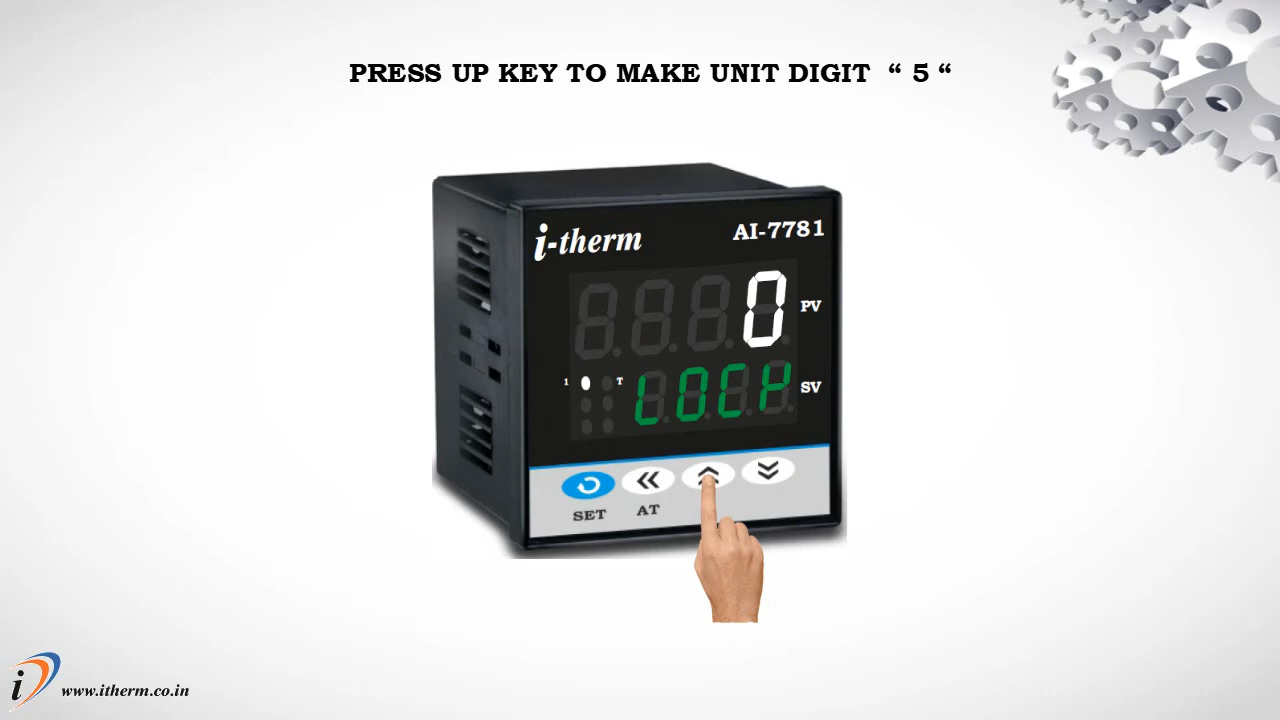 PRESS UP KEY TO MAKE UNIT DIGIT “ 5 “
i-therm
AI-7781
0
PV
1
T
LOCK
SV
SET
AT
www.itherm.co.in